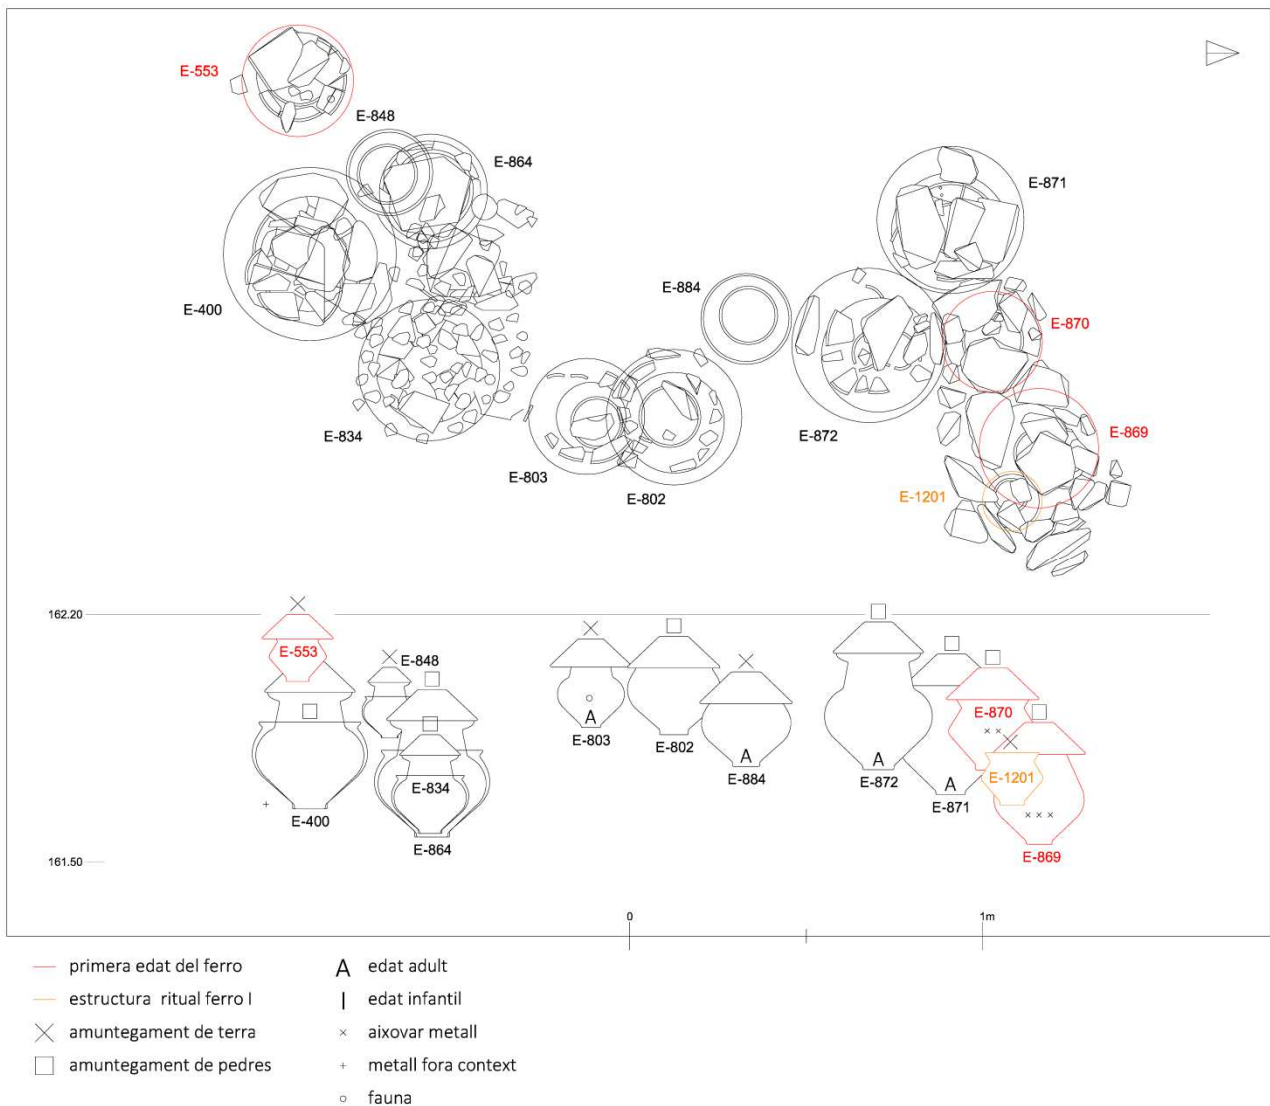 E-553
E-848
E-864
E-871
E-400
E-884
E-870
E-834
E-872
E-869
E-803
E-802
E-1201
162.20
E-553
E-848
E-870
A
E-803
E-802
A
E-884
A
E-872
E-1201
A
E-871
E-834
E-400
E-864
E-869
161.50
0 1m
primera edat del ferro
estructura ritual ferro I
amuntegament de terra
amuntegament de pedres
A edat adult
I edat infantil
aixovar metall
metall fora context
fauna